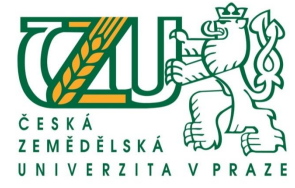 ČZU
ČESKÁ
ZEMĚDĚLSKÁ
UNIVERZITA V PRAZE